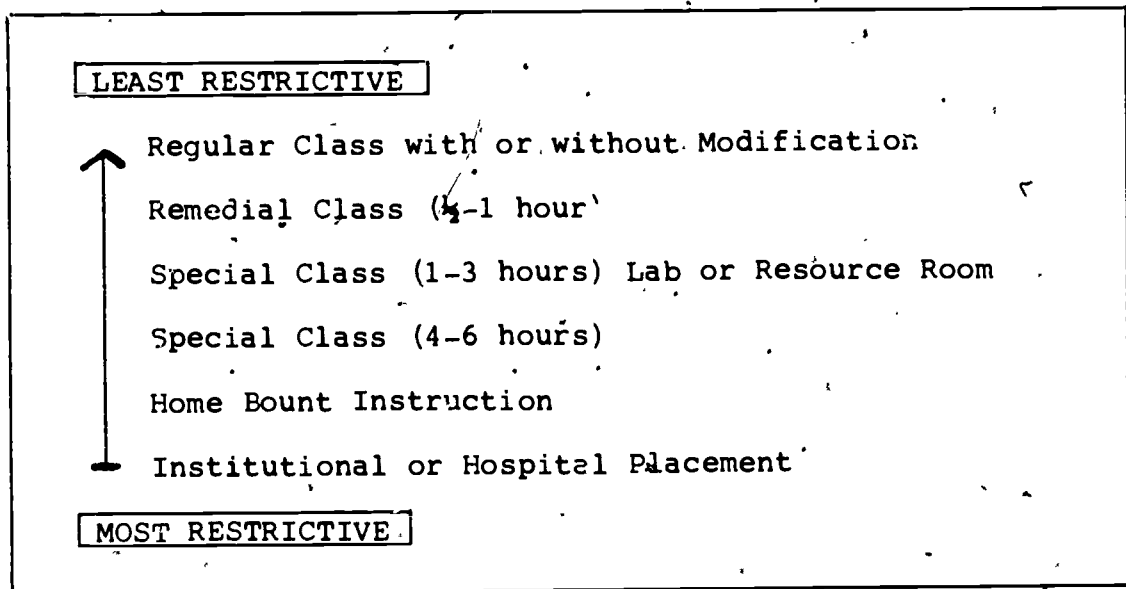 LEAST RESTRICTIVE
Regular Class with or without Modification
Remedial Class (½-1 hour
Special Class (1-3 hours) Lab or Resource Room
Special Class (4-6 hours)
Home Bount Instruction
Institutional or Hospital Placement
MOST RESTRICTIVE